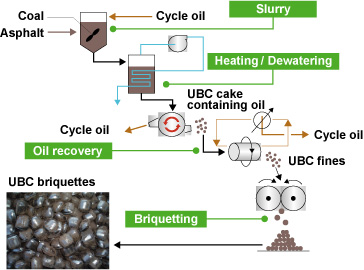 Coal
Cycle oil
Slurry
Asphalt
Heating / Dewatering
UBC cake
containing oil
Cycle oil
Cycle oil
Oil recovery
UBC fines
UBC briquettes
Briquetting